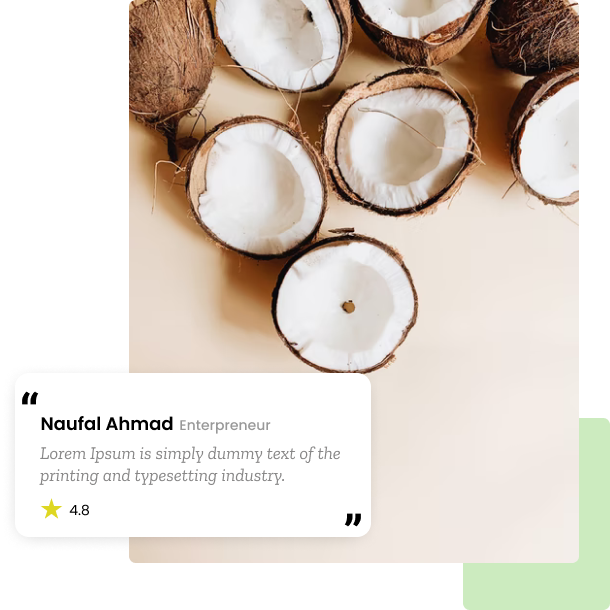 “
Naufal Ahmad Enterpreneur
Lorem Ipsum is simply dummy text of the
printing and typesetting industry.
4.8
”